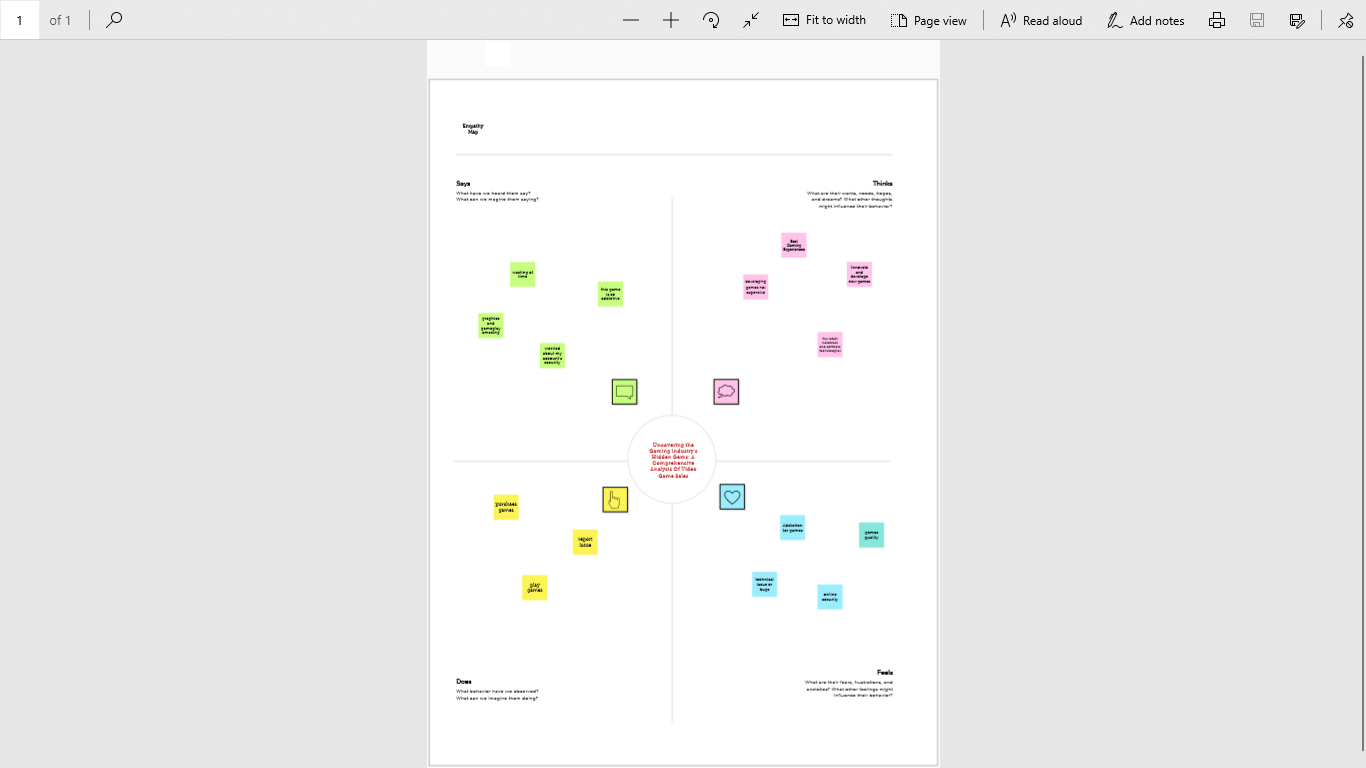 1
of 1
Fit to width
Page view
Read aloud
Add notes
Empathy
Map
Says
What have we heard them say?
What can we imagine them saying?
Thinks
What are their wants, needs, hopes,
and dreams? What other thoughts
might influence their behavior?
wasting of
time
this game
is so
addictive
graphics
and
gameplay
amazing
worried
about my
account's
security
Best
Gaming
Experiences
developing
games not
expensive
innovate
and
develope
new games
technologies
Uncovering the
Gaming Industry's
Hidden Gems: A
Comprehensive
Analysis Of Video
Game Sales
purchase
games
report
issue
play
games
Addiction
for games
games
quality
technical
issue or
bugs
online
security
Does
What behavior have we observed?
What can we imagine them doing?
Feels
What are their fears, frustrations, and
anxieties? What other feelings might
influence their behavior?